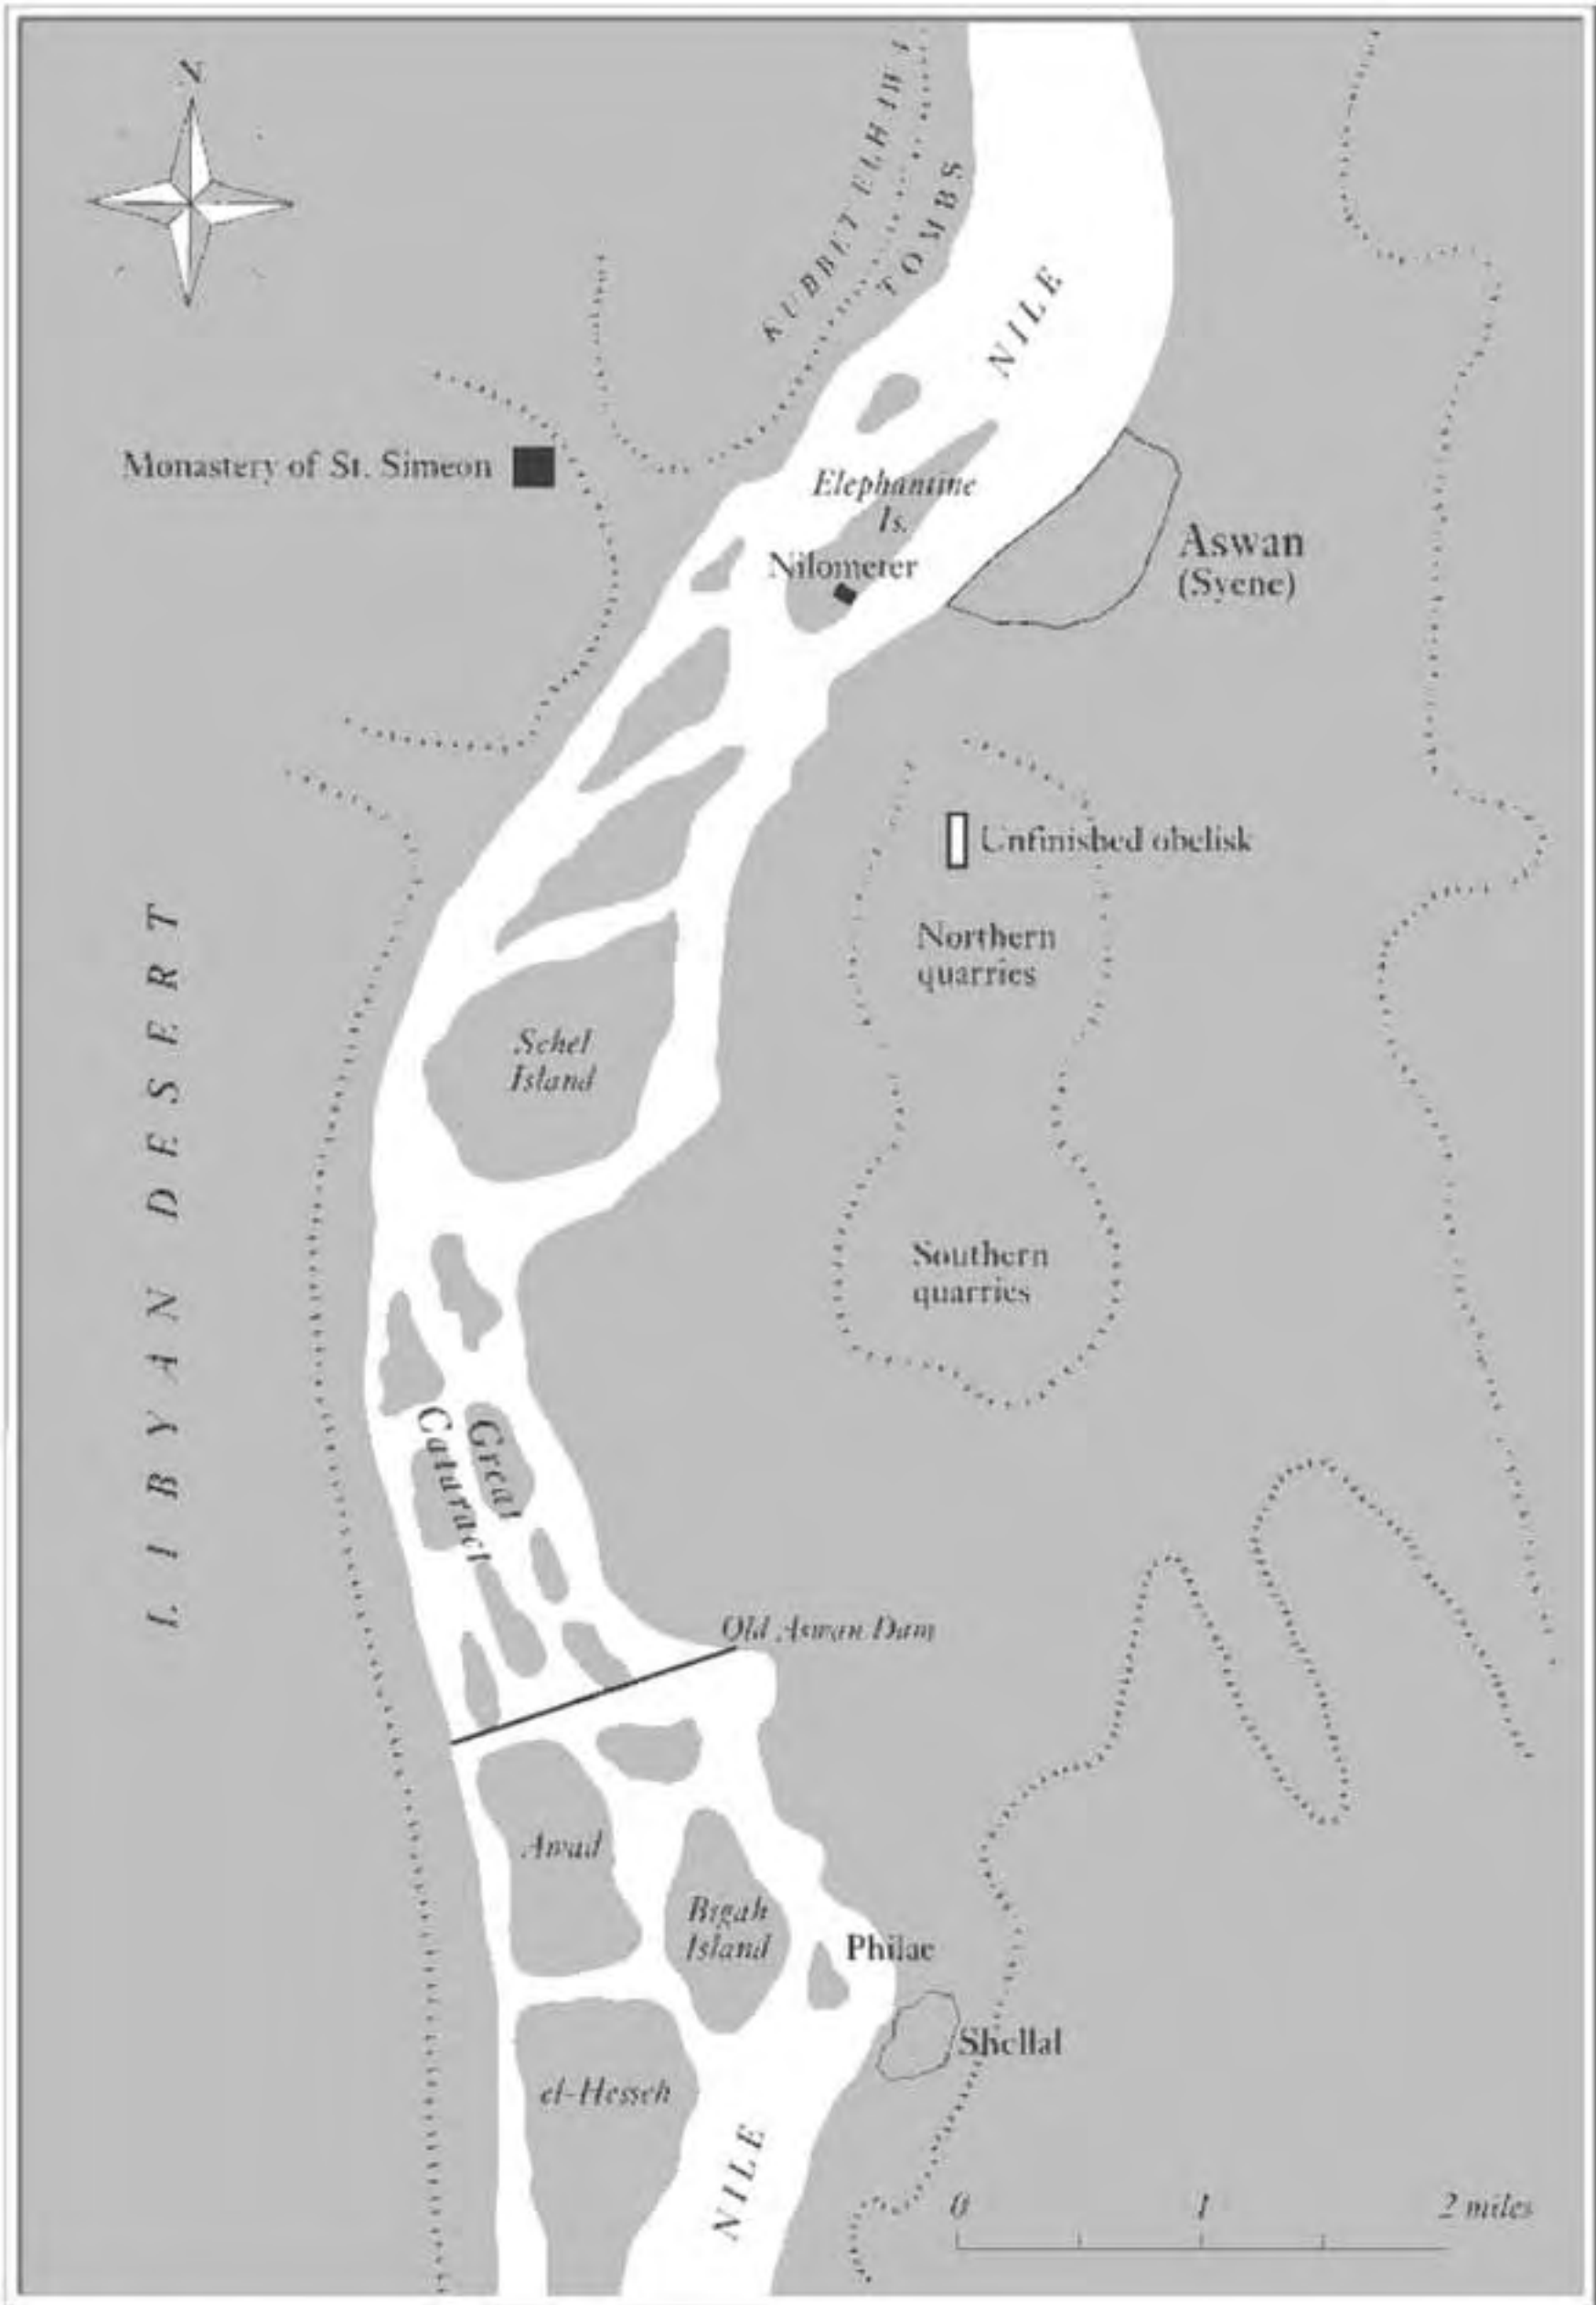 N
KUBBET ELHAWA
TOMBS
NILE
Monastery of St. Simeon
Elephantine
Is.
Nilometer
Aswan
(Syene)
Unfinished obelisk
Northern
quarries
LIBYAN DESERT
Sehel
Island
Southern
quarries
Great
Cataract
Old Aswan Dam
Awad
Bigah
Island
Philae
Shellal
el-Hesseh
NILE
0 1 2 miles